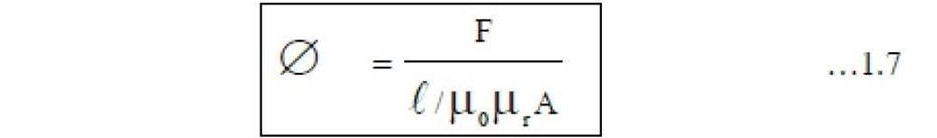 ∅ = F / (ℓ/μ₀μᵣA) ...1.7